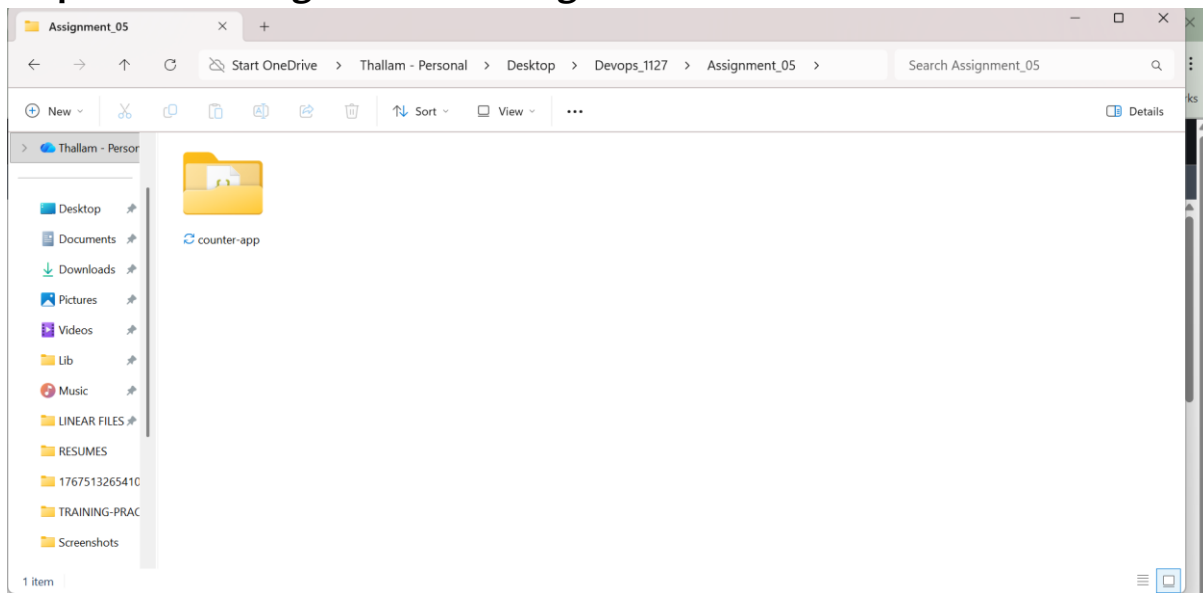 Assignment_05
Start OneDrive > Thallam - Personal > Desktop > Devops_1127 > Assignment_05 >
Search Assignment_05
New
Sort
View
Details
Thallam - Person
Desktop
Documents
Downloads
Pictures
Videos
Lib
Music
LINEAR FILES
RESUMES
1767513265410
TRAINING-PRAC
Screenshots
counter-app
1 item